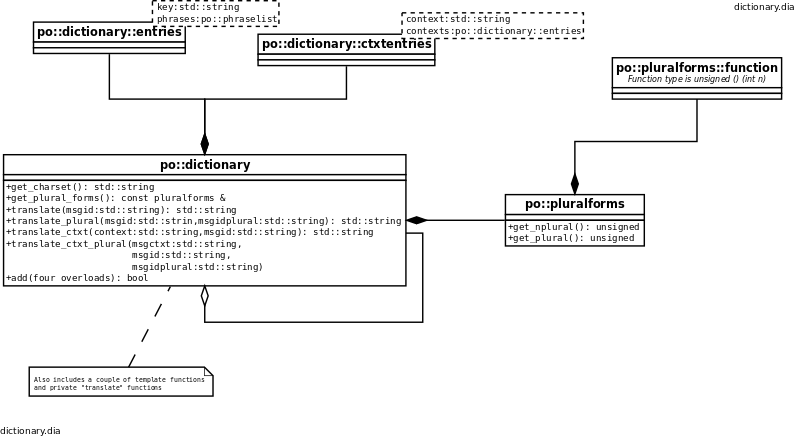 dictionary.dia
key:std::string
phrases:po::phraselist
po::dictionary::entries
context:std::string
contexts:po::dictionary::entries
po::dictionary::ctxtentries
po::pluralforms::function
Function type is unsigned () (int n)
po::dictionary
+get_charset(): std::string
+get_plural_forms(): const pluralforms &
+translate(msgid:std::string): std::string
+translate_plural(msgid:std::strin,msgidplural:std::string): std::string
+translate_ctxt(context:std::string,msgid:std::string): std::string
+translate_ctxt_plural(msgctxt:std::string,
msgid:std::string,
msgidplural:std::string)
+add(four overloads): bool
po::pluralforms
+get_nplural(): unsigned
+get_plural(): unsigned
Also includes a couple of template functions
and private "translate" functions
dictionary.dia